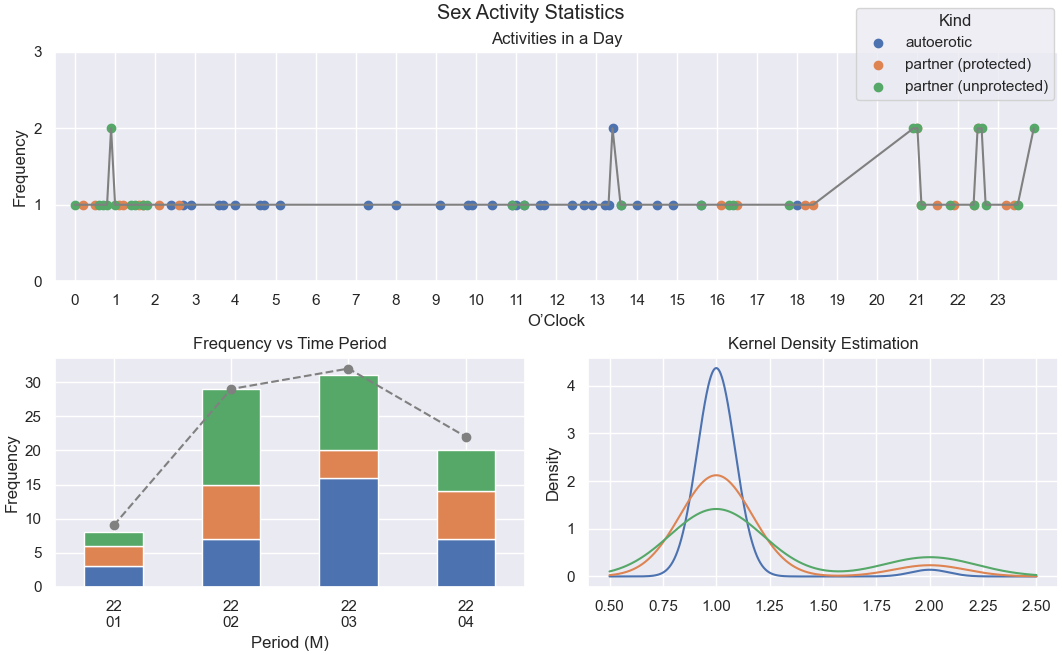 Sex Activity Statistics
Activities in a Day
Kind
autoerotic
partner (protected)
partner (unprotected)
Frequency
3
2
1
0
0 1 2 3 4 5 6 7 8 9 10 11 12 13 14 15 16 17 18 19 20 21 22 23
O'Clock
Frequency vs Time Period
Frequency
30
25
20
15
10
5
0
22 22 22 22
01 02 03 04
Period (M)
Kernel Density Estimation
Density
4
3
2
1
0
0.50 0.75 1.00 1.25 1.50 1.75 2.00 2.25 2.50